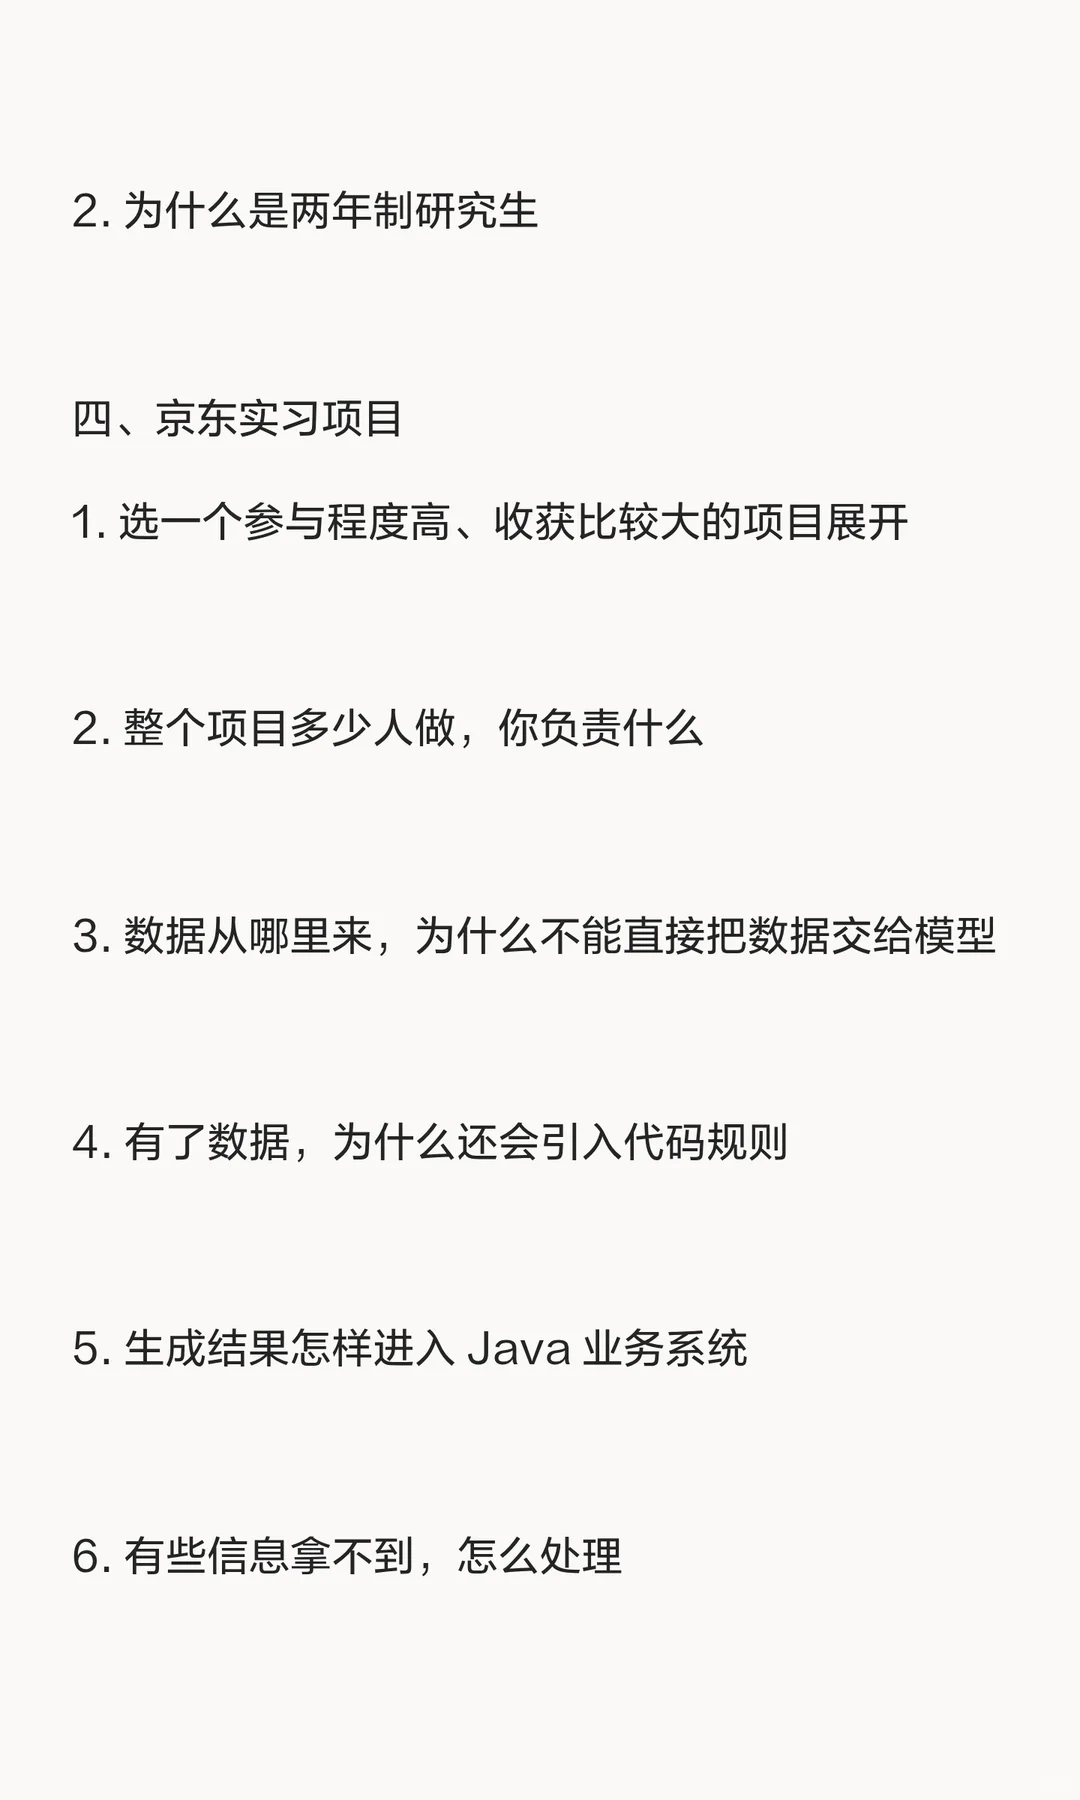 2. 为什么是两年制研究生
四、京东实习项目
1. 选一个参与程度高、收获比较大的项目展开
2. 整个项目多少人做，你负责什么
3. 数据从哪里来，为什么不能直接把数据交给模型
4. 有了数据，为什么还会引入代码规则
5. 生成结果怎样进入 Java 业务系统
6. 有些信息拿不到，怎么处理